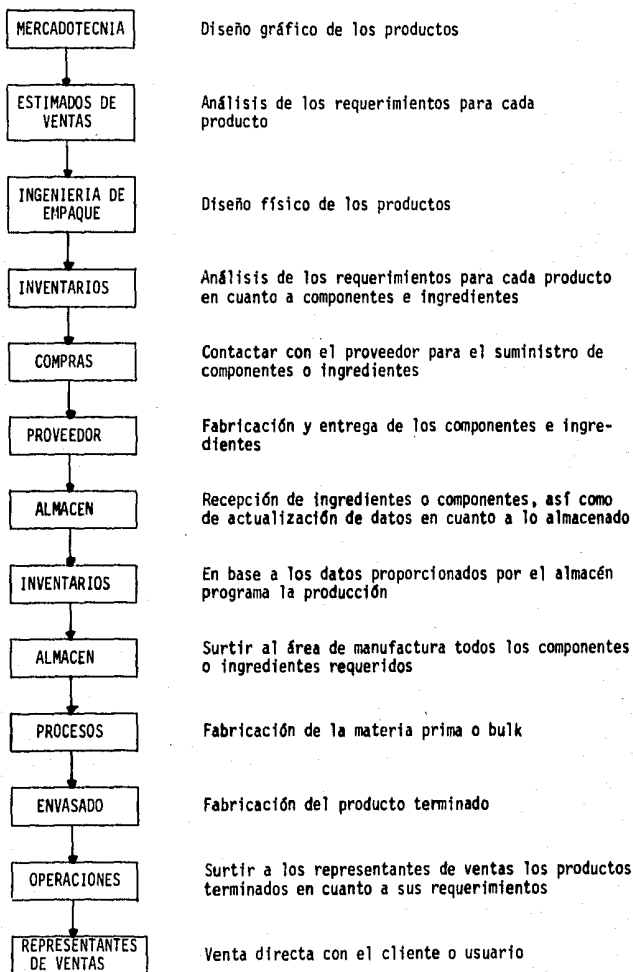 MERCADOTECNIA
Diseño gráfico de los productos
ESTIMADOS DE
VENTAS
Análisis de los requerimientos para cada
producto
INGENIERIA DE
EMPAQUE
Diseño físico de los productos
INVENTARIOS
Análisis de los requerimientos para cada producto
en cuanto a componentes e ingredientes
COMPRAS
Contactar con el proveedor para el suministro de
componentes o ingredientes
PROVEEDOR
Fabricación y entrega de los componentes e ingre-
dientes
ALMACEN
Recepción de ingredientes o componentes, así como
de actualización de datos en cuanto a lo almacenado
INVENTARIOS
En base a los datos proporcionados por el almacén
programa la producción
ALMACEN
Surtir al área de manufactura todos los componentes
o ingredientes requeridos
PROCESOS
Fabricación de la materia prima o bulk
ENVASADO
Fabricación del producto terminado
OPERACIONES
Surtir a los representantes de ventas los productos
terminados en cuanto a sus requerimientos
REPRESENTANTES
DE VENTAS
Venta directa con el cliente o usuario